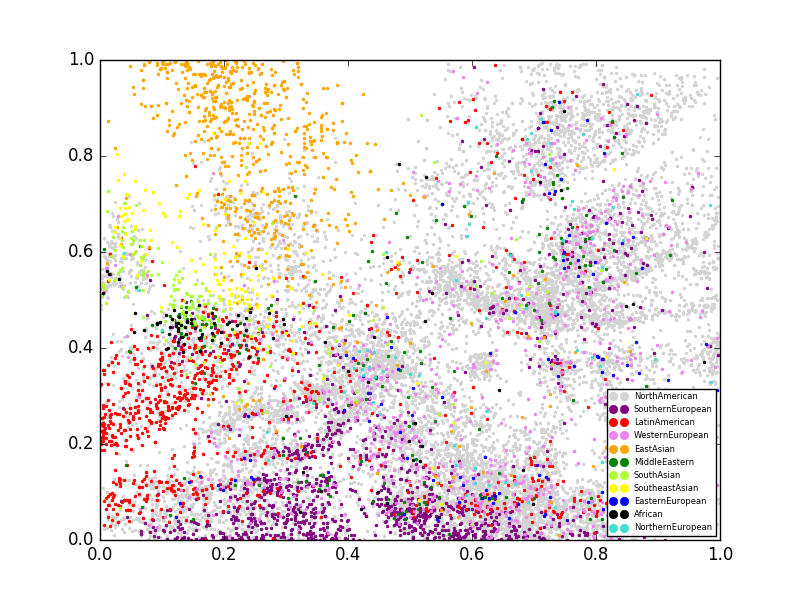 1.0
0.8
0.6
0.4
0.2
0.0
0.0 0.2 0.4 0.6 0.8 1.0
NorthAmerican
SouthernEuropean
LatinAmerican
WesternEuropean
EastAsian
MiddleEastern
SouthAsian
SoutheastAsian
EasternEuropean
African
NorthernEuropean